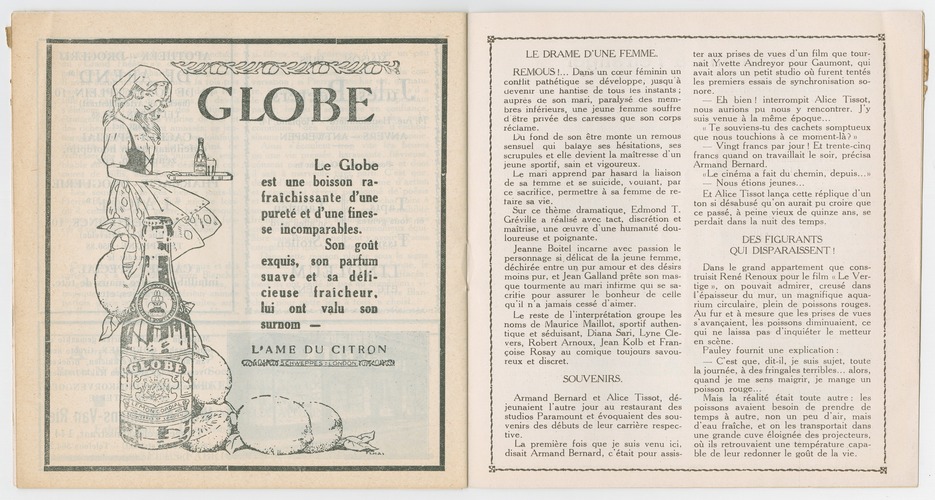 GLOBE
Le Globe
est une boisson ra-
fraîchissante d'une
pureté et d'une fines-
se incomparables.
Son goût
exquis, son parfum
suave et sa déli-
cieuse fraîcheur,
lui ont valu son
surnom —
L'AME DU CITRON
SCHWEPPES - LONDON
GLOBE
LE DRAME D'UNE FEMME.
REMOUS !... Dans un cœur féminin un
conflit pathétique se développe, jusqu'à
devenir une hantise de tous les instants ;
auprès de son mari, paralysé des mem-
bres inférieurs, une jeune femme souffre
d'être privée des caresses que son corps
réclame.
Du fond de son être monte un remous
sensuel qui balaye ses hésitations, ses
scrupules et elle devient la maîtresse d'un
jeune sportif, sain et vigoureux.
Le mari apprend par hasard la liaison
de sa femme et se suicide, voulant, par
ce sacrifice, permettre à sa femme de re-
faire sa vie.
Sur ce thème dramatique, Edmond T.
Gréville a réalisé avec tact, discrétion et
maîtrise, une œuvre d'une humanité dou-
loureuse et poignante.
Jeanne Boitel incarne avec passion le
personnage si délicat de la jeune femme,
déchirée entre un pur amour et des désirs
moins pur, et Jean Galland prête son mas-
que tourmente au mari infirme qui se sa-
crifie pour assurer le bonheur de celle
qu'il n'a jamais cessé d'aimer.
Le reste de l'interprétation groupe les
noms de Maurice Maillot, sportif authen-
tique et séduisant, Diana Sari, Lyne Cle-
vers, Robert Arnoux, Jean Kolb et Fran-
çoise Rosay au comique toujours savou-
reux et discret.
SOUVENIRS.
Armand Bernard et Alice Tissot, dé-
jeunaient l'autre jour au restaurant des
studios Paramount et évoquaient des sou-
venirs des débuts de leur carrière respec-
tive.
La première fois que je suis venu ici,
disait Armand Bernard, c'était pour assis-
ter aux prises de vues d'un film que tour-
nait Yvette Andreyor pour Gaumont, qui
avait alors un petit studio où furent tentés
les premiers essais de synchronisation so-
nore.
— Eh bien ! interrompit Alice Tissot,
nous aurions pu nous y rencontrer. J'y
suis venue à la même époque...
« Te souviens-tu des cachets somptueux
que nous touchions à ce moment-là ? »
— Vingt francs par jour ! Et trente-cinq
francs quand on travaillait le soir, précisa
Armand Bernard.
«Le cinéma a fait du chemin, depuis...»
— Nous étions jeunes...
Et Alice Tissot lança cette réplique d'un
ton si désabusé qu'on aurait pu croire que
ce passé, à peine vieux de quinze ans, se
perdait dans la nuit des temps.
DES FIGURANTS
QUI DISPARAISSENT !
Dans le grand appartement que cons-
truisit René Renoux pour le film « Le Ver-
tige », on pouvait admirer, creusé dans
l'épaisseur du mur, un magnifique aqua-
rium circulaire, plein de poissons rouges.
Au fur et à mesure que les prises de vues
s'avançaient, les poissons diminuaient, ce
qui ne laissa pas d'inquiéter le metteur
en scène.
Pauley fournit une explication :
— C'est que, dit-il, je suis sujet, toute
la journée, à des fringales terribles... alors,
quand je me sens maigrir, je mange un
poisson rouge...
Mais la réalité était toute autre : les
poissons avaient besoin de prendre de
temps à autre, non un peu d'air, mais
d'eau fraîche, et on les transportait dans
une grande cuve éloignée des projecteurs,
où ils retrouvaient une température capa-
ble de leur redonner le goût de la vie.